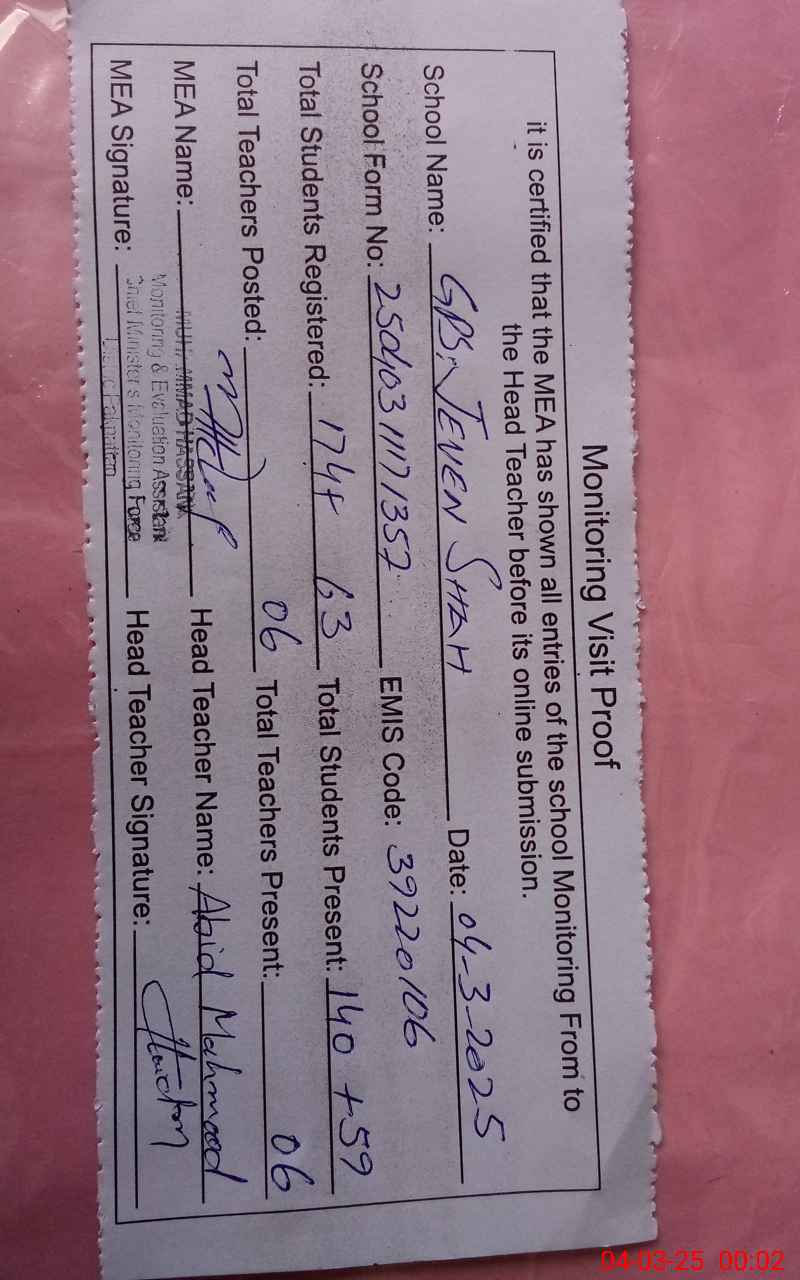 Monitoring Visit Proof
it is certified that the MEA has shown all entries of the school Monitoring From to
the Head Teacher before its online submission.
School Name: GPS, JEVEN SHAH Date: 04-3-2025
School Form No: 25040311171357 EMIS Code: 39220106
Total Students Registered: 174+ 63 Total Students Present: 140 +59
Total Teachers Posted: 06 Total Teachers Present: 06
MEA Name: MUHAMMAD HASSAN Head Teacher Name: Abid Mahmood
Monitoring & Evaluation Assistant
Chief Minister's Monitoring Force
MEA Signature: Pakpattan Head Teacher Signature:
04-03-25 00:02